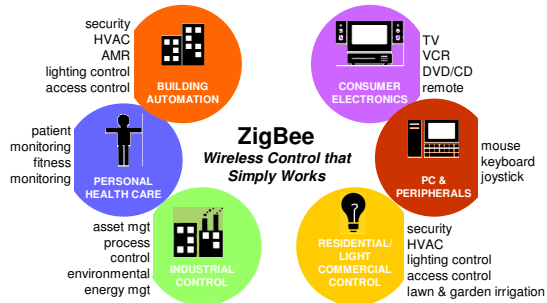 security
HVAC
AMR
lighting control
access control
BUILDING
AUTOMATION
TV
VCR
DVD/CD
remote
CONSUMER
ELECTRONICS
patient
monitoring
fitness
monitoring
PERSONAL
HEALTH CARE
ZigBee
Wireless Control that
Simply Works
mouse
keyboard
joystick
PC &
PERIPHERALS
asset mgt
process
control
environmental
energy mgt
INDUSTRIAL
CONTROL
RESIDENTIAL/
LIGHT
COMMERCIAL
CONTROL
security
HVAC
lighting control
access control
lawn & garden irrigation